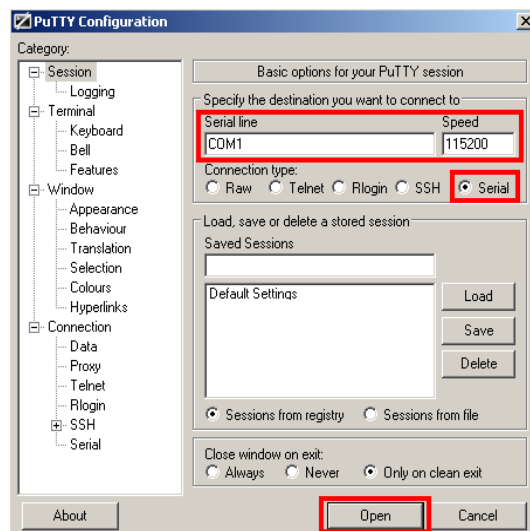 PuTTY Configuration
Category:
Session
Logging
Terminal
Keyboard
Bell
Features
Window
Appearance
Behaviour
Translation
Selection
Colours
Hyperlinks
Connection
Data
Proxy
Telnet
Rlogin
SSH
Serial
Basic options for your PuTTY session
Specify the destination you want to connect to
Serial line Speed
COM1 115200
Connection type:
Raw Telnet Rlogin SSH Serial
Load, save or delete a stored session
Saved Sessions
Default Settings
Load
Save
Delete
Sessions from registry Sessions from file
Close window on exit:
Always Never Only on clean exit
About Open Cancel